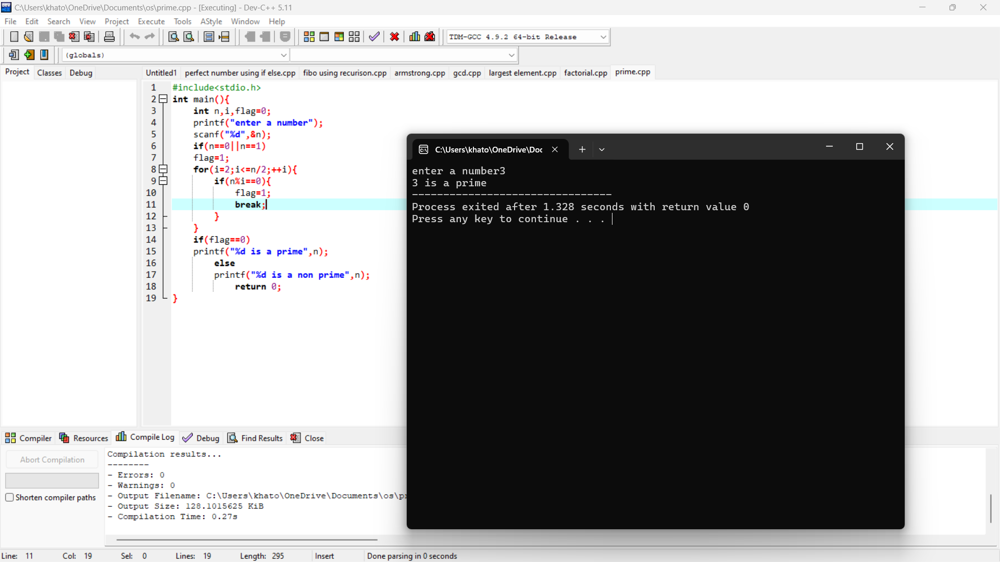 C:\Users\khato\OneDrive\Documents\os\prime.cpp - [Executing] - Dev-C++ 5.11
File Edit Search View Project Execute Tools AStyle Window Help
TDM-GCC 4.9.2 64-bit Release
(globals)
Project Classes Debug
Untitled1 perfect number using if else.cpp fibo using recurison.cpp armstrong.cpp gcd.cpp largest element.cpp factorial.cpp prime.cpp
1 #include<stdio.h>
2 int main(){
3 int n,i,flag=0;
4 printf("enter a number");
5 scanf("%d",&n);
6 if(n==0||n==1)
7 flag=1;
8 for(i=2;i<=n/2;++i){
9 if(n%i==0){
10 flag=1;
11 break;
12 }
13 }
14 if(flag==0)
15 printf("%d is a prime",n);
16 else
17 printf("%d is a non prime",n);
18 return 0;
19 }
C:\Users\khato\OneDrive\Doc
enter a number3
3 is a prime
--------------------------------
Process exited after 1.328 seconds with return value 0
Press any key to continue . . .
Compiler Resources Compile Log Debug Find Results Close
Abort Compilation
Shorten compiler paths
Compilation results...
--------
- Errors: 0
- Warnings: 0
- Output Filename: C:\Users\khato\OneDrive\Documents\os\p
- Output Size: 128.1015625 KiB
- Compilation Time: 0.27s
Line: 11 Col: 19 Sel: 0 Lines: 19 Length: 295 Insert Done parsing in 0 seconds